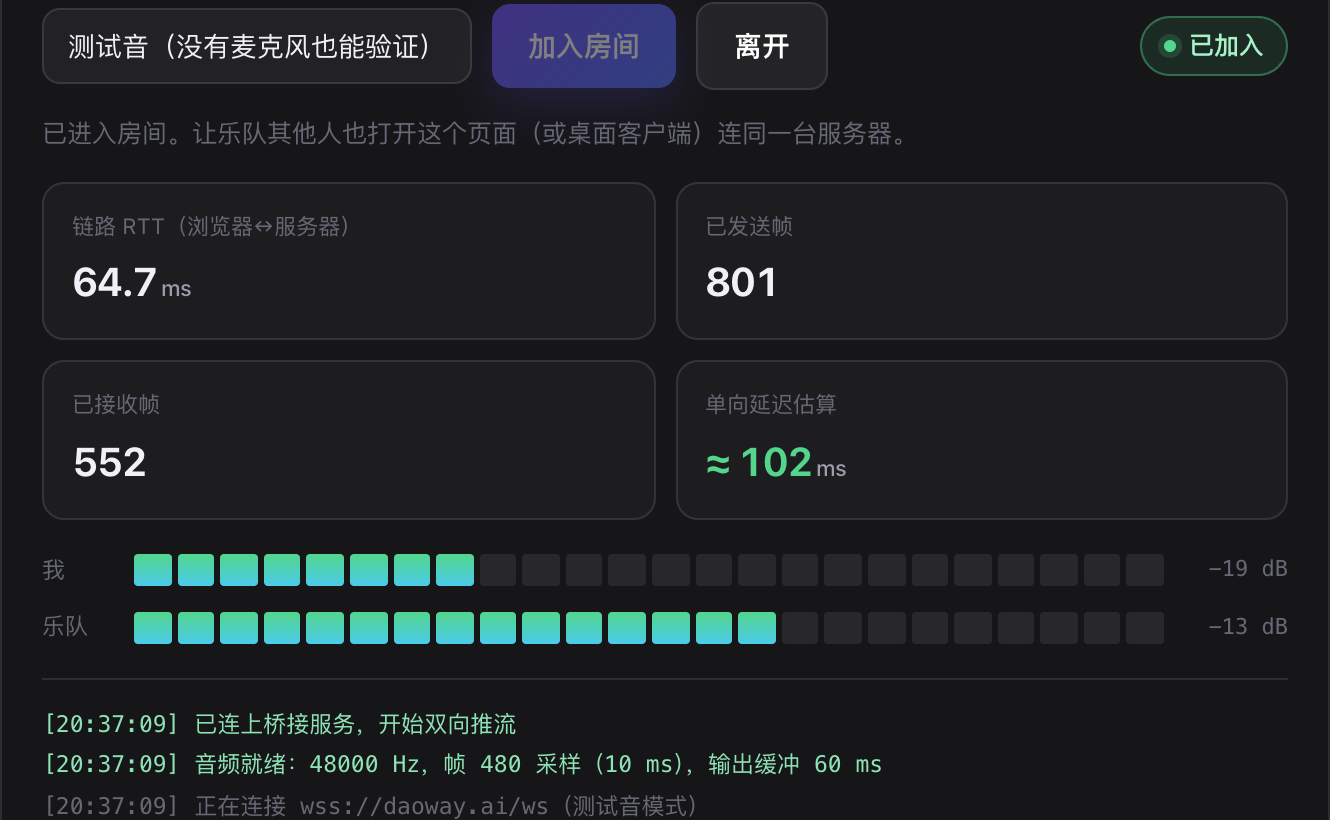 测试音（没有麦克风也能验证） 加入房间 离开 已加入
已进入房间。让乐队其他人也打开这个页面（或桌面客户端）连同一台服务器。
链路 RTT（浏览器↔服务器）
64.7 ms
已发送帧
801
已接收帧
552
单向延迟估算
≈ 102 ms
我 −19 dB
乐队 −13 dB
[20:37:09] 已连上桥接服务，开始双向推流
[20:37:09] 音频就绪：48000 Hz，帧 480 采样（10 ms），输出缓冲 60 ms
[20:37:09] 正在连接 wss://daoway.ai/ws（测试音模式）